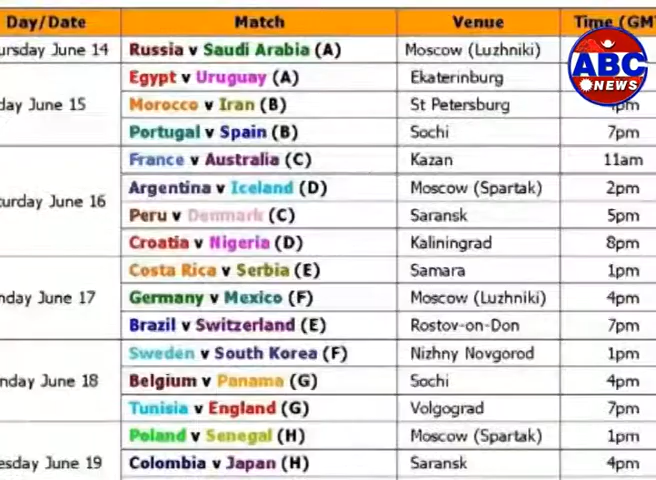 Day/Date Match Venue Time (GMT
ursday June 14 Russia v Saudi Arabia (A) Moscow (Luzhniki)
Egypt v Uruguay (A) Ekaterinburg
day June 15 Morocco v Iran (B) St Petersburg 4pm
Portugal v Spain (B) Sochi 7pm
France v Australia (C) Kazan 11am
Argentina v Iceland (D) Moscow (Spartak) 2pm
turday June 16
Peru v Denmark (C) Saransk 5pm
Croatia v Nigeria (D) Kaliningrad 8pm
Costa Rica v Serbia (E) Samara 1pm
nday June 17 Germany v Mexico (F) Moscow (Luzhniki) 4pm
Brazil v Switzerland (E) Rostov-on-Don 7pm
Sweden v South Korea (F) Nizhny Novgorod 1pm
nday June 18 Belgium v Panama (G) Sochi 4pm
Tunisia v England (G) Volgograd 7pm
Poland v Senegal (H) Moscow (Spartak) 1pm
esday June 19 Colombia v Japan (H) Saransk 4pm
ABC
NEWS